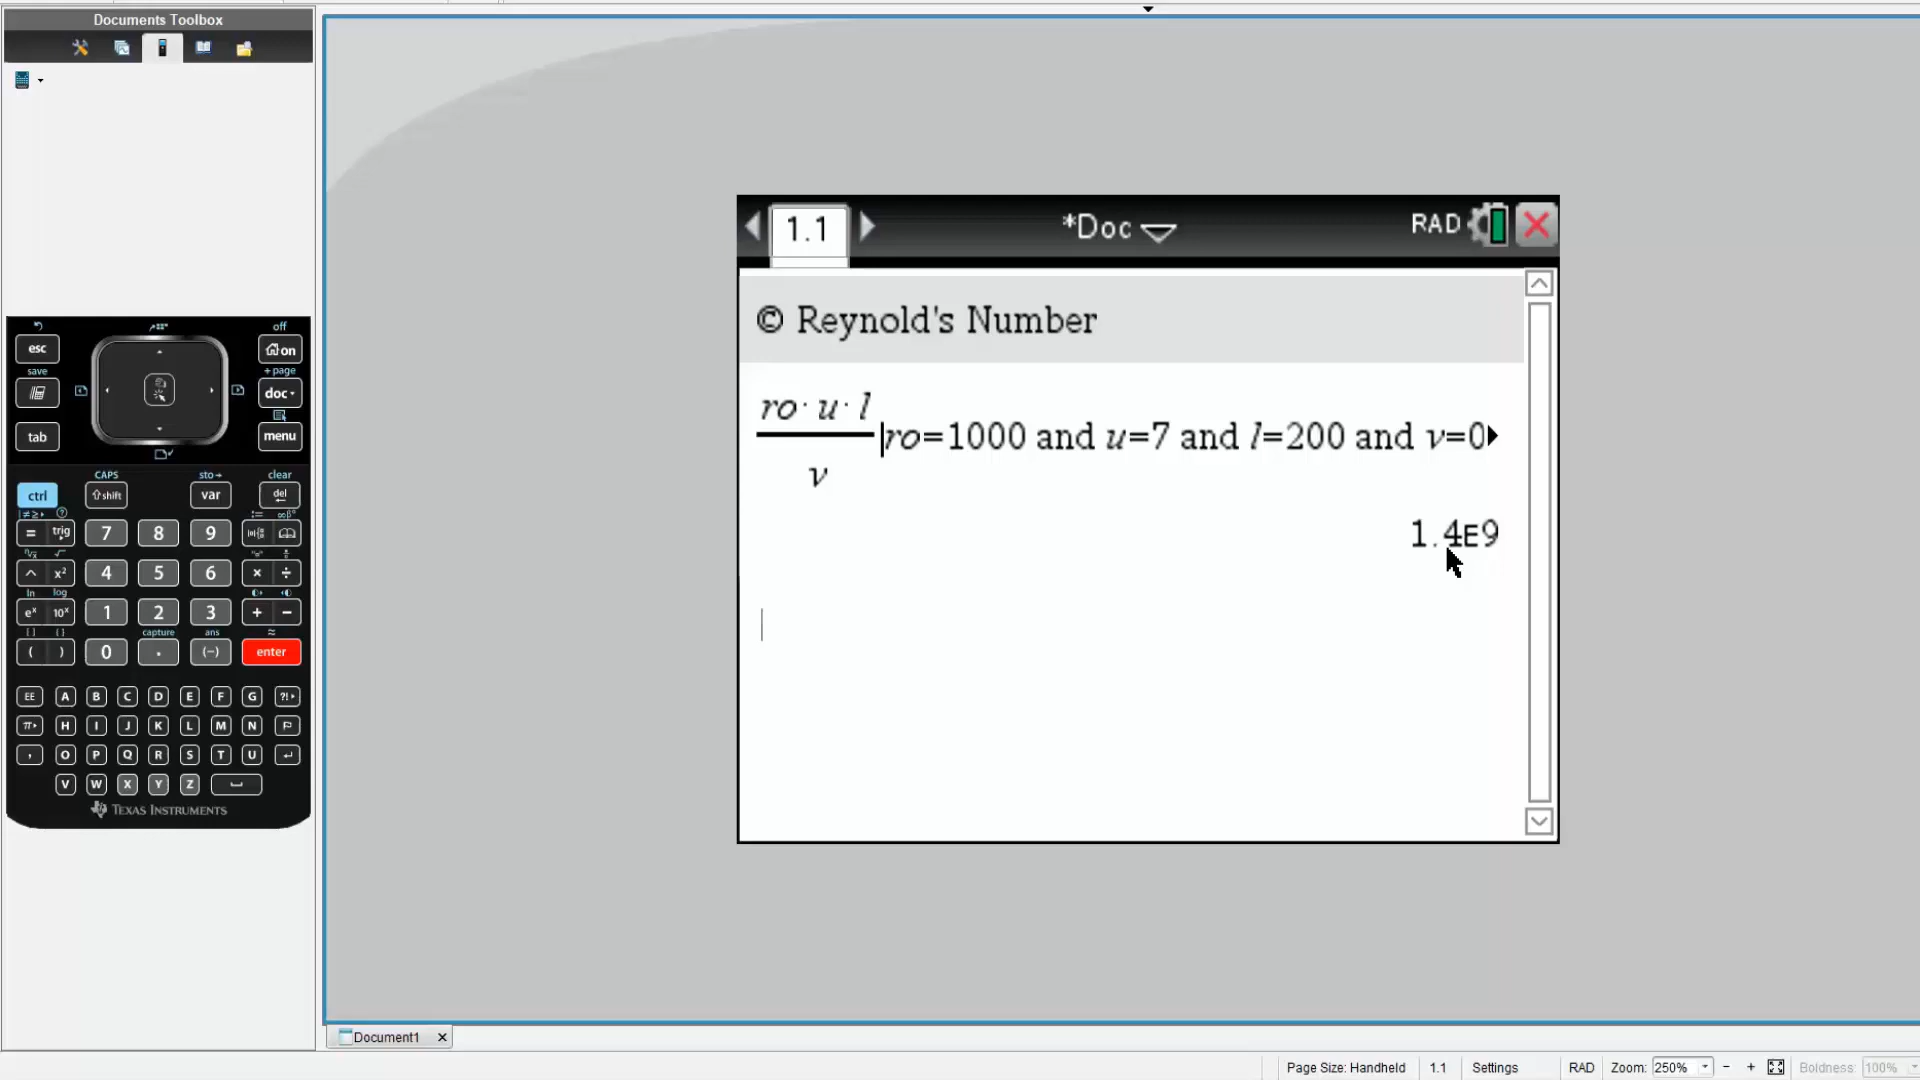 Documents Toolbox
off
esc
on
save
+ page
doc
tab
menu
CAPS
sto→
clear
ctrl
shift
var
del
= trig 7 8 9
^ x² 4 5 6 × ÷
ln log
eˣ 10ˣ 1 2 3 + −
[ ] { } capture ans ≈
( ) 0 . (−) enter
EE A B C D E F G ?!▸
π▸ H I J K L M N
, O P Q R S T U ↵
V W X Y Z
TEXAS INSTRUMENTS
1.1
*Doc
RAD
© Reynold's Number
ro·u·l
v
|ro=1000 and u=7 and l=200 and v=0▸
1.4E9
Document1
Page Size: Handheld 1.1 Settings RAD Zoom: 250% − + Boldness: 100%